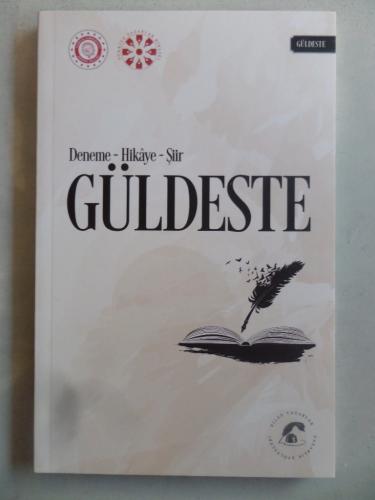 GÜLDESTE
Deneme - Hikâye - Şiir
GÜLDESTE